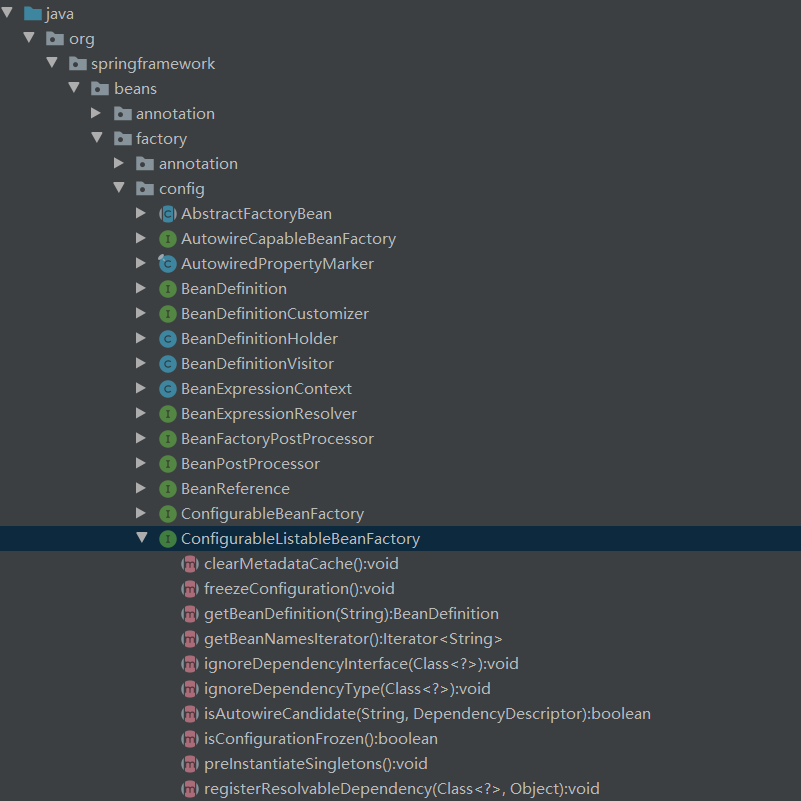 java
org
springframework
beans
annotation
factory
annotation
config
AbstractFactoryBean
AutowireCapableBeanFactory
AutowiredPropertyMarker
BeanDefinition
BeanDefinitionCustomizer
BeanDefinitionHolder
BeanDefinitionVisitor
BeanExpressionContext
BeanExpressionResolver
BeanFactoryPostProcessor
BeanPostProcessor
BeanReference
ConfigurableBeanFactory
ConfigurableListableBeanFactory
clearMetadataCache():void
freezeConfiguration():void
getBeanDefinition(String):BeanDefinition
getBeanNamesIterator():Iterator<String>
ignoreDependencyInterface(Class<?>):void
ignoreDependencyType(Class<?>):void
isAutowireCandidate(String, DependencyDescriptor):boolean
isConfigurationFrozen():boolean
preInstantiateSingletons():void
registerResolvableDependency(Class<?>, Object):void